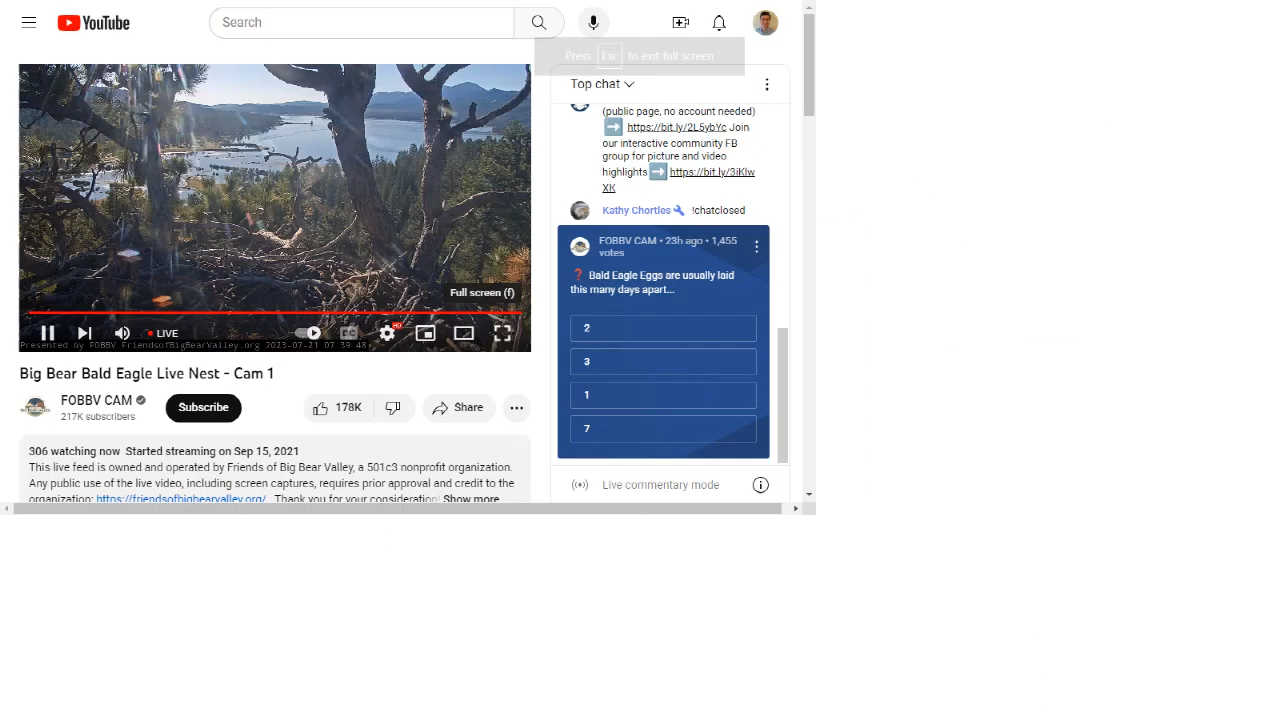 YouTube
Search
Press Esc to exit full screen
Top chat
(public page, no account needed)
➡️ https://bit.ly/2L5ybYc Join
our interactive community FB
group for picture and video
highlights ➡️ https://bit.ly/3iKlw
XK
Kathy Chortles 🔧 !chatclosed
FOBBV CAM • 23h ago • 1,455
votes
❓ Bald Eagle Eggs are usually laid
this many days apart...
2
3
1
7
Live commentary mode
Full screen (f)
LIVE
CC
HD
Presented by FOBBV FriendsofBigBearValley.org 2023-07-21 07 39 48
Big Bear Bald Eagle Live Nest - Cam 1
FOBBV CAM
217K subscribers
Subscribe
178K
Share
306 watching now Started streaming on Sep 15, 2021
This live feed is owned and operated by Friends of Big Bear Valley, a 501c3 nonprofit organization.
Any public use of the live video, including screen captures, requires prior approval and credit to the
organization: https://friendsofbigbearvalley.org/ . Thank you for your consideration! Show more